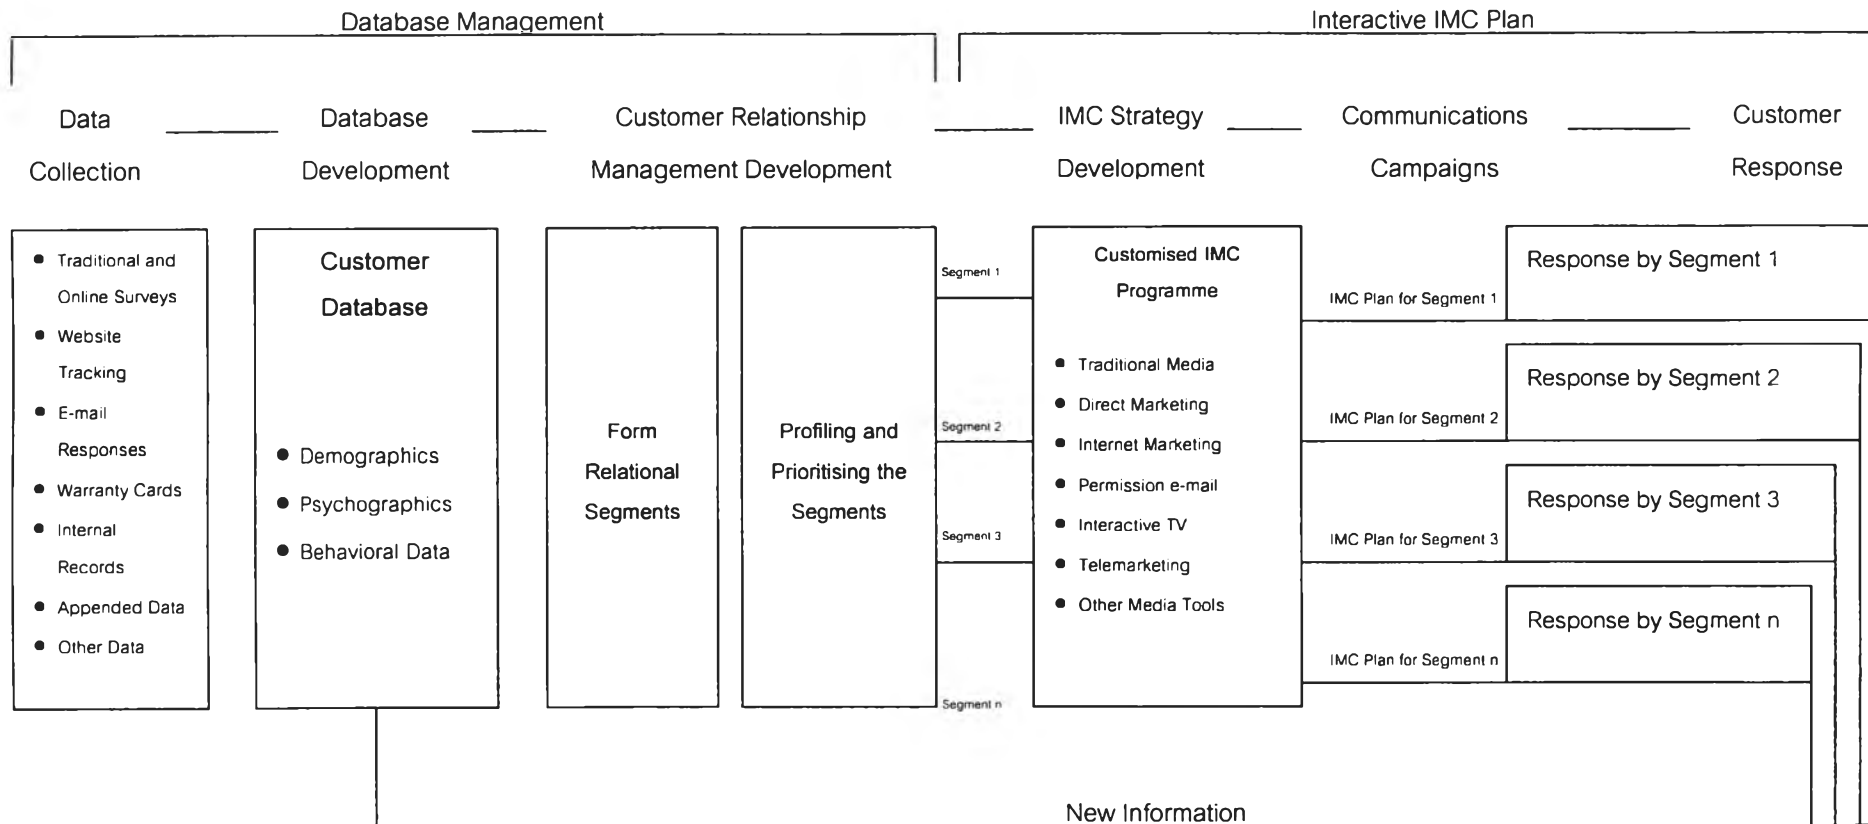 Database Management
Interactive IMC Plan
Data
Collection
Database
Development
Customer Relationship
Management Development
IMC Strategy
Development
Communications
Campaigns
Customer
Response
• Traditional and
Online Surveys
• Website
Tracking
• E-mail
Responses
• Warranty Cards
• Internal
Records
• Appended Data
• Other Data
Customer
Database
• Demographics
• Psychographics
• Behavioral Data
Form
Relational
Segments
Profiling and
Prioritising the
Segments
Segment 1
Segment 2
Segment 3
Segment n
Customised IMC
Programme
• Traditional Media
• Direct Marketing
• Internet Marketing
• Permission e-mail
• Interactive TV
• Telemarketing
• Other Media Tools
IMC Plan for Segment 1
IMC Plan for Segment 2
IMC Plan for Segment 3
IMC Plan for Segment n
Response by Segment 1
Response by Segment 2
Response by Segment 3
Response by Segment n
New Information